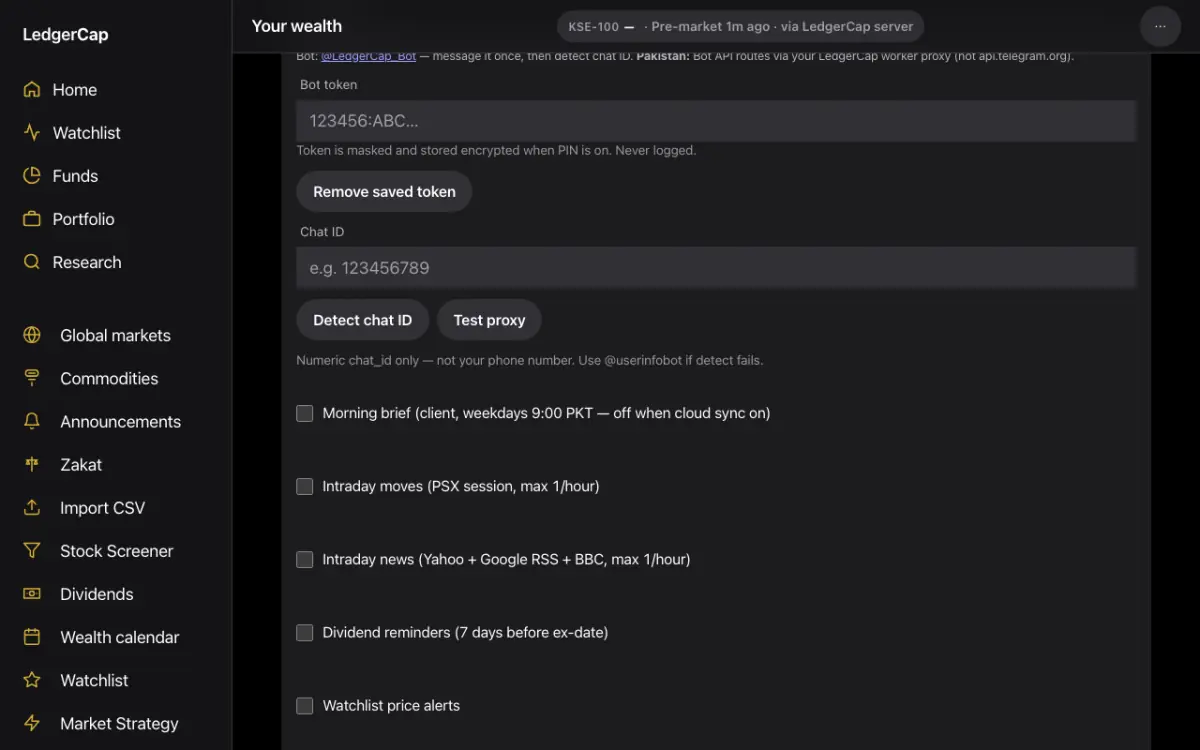 LedgerCap
Home
Watchlist
Funds
Portfolio
Research
Global markets
Commodities
Announcements
Zakat
Import CSV
Stock Screener
Dividends
Wealth calendar
Watchlist
Market Strategy
Your wealth
KSE-100 — · Pre-market 1m ago · via LedgerCap server
...
Bot: @LedgerCap_Bot — message it once, then detect chat ID. Pakistan: Bot API routes via your LedgerCap worker proxy (not api.telegram.org).
Bot token
123456:ABC...
Token is masked and stored encrypted when PIN is on. Never logged.
Remove saved token
Chat ID
e.g. 123456789
Detect chat ID
Test proxy
Numeric chat_id only — not your phone number. Use @userinfobot if detect fails.
Morning brief (client, weekdays 9:00 PKT — off when cloud sync on)
Intraday moves (PSX session, max 1/hour)
Intraday news (Yahoo + Google RSS + BBC, max 1/hour)
Dividend reminders (7 days before ex-date)
Watchlist price alerts